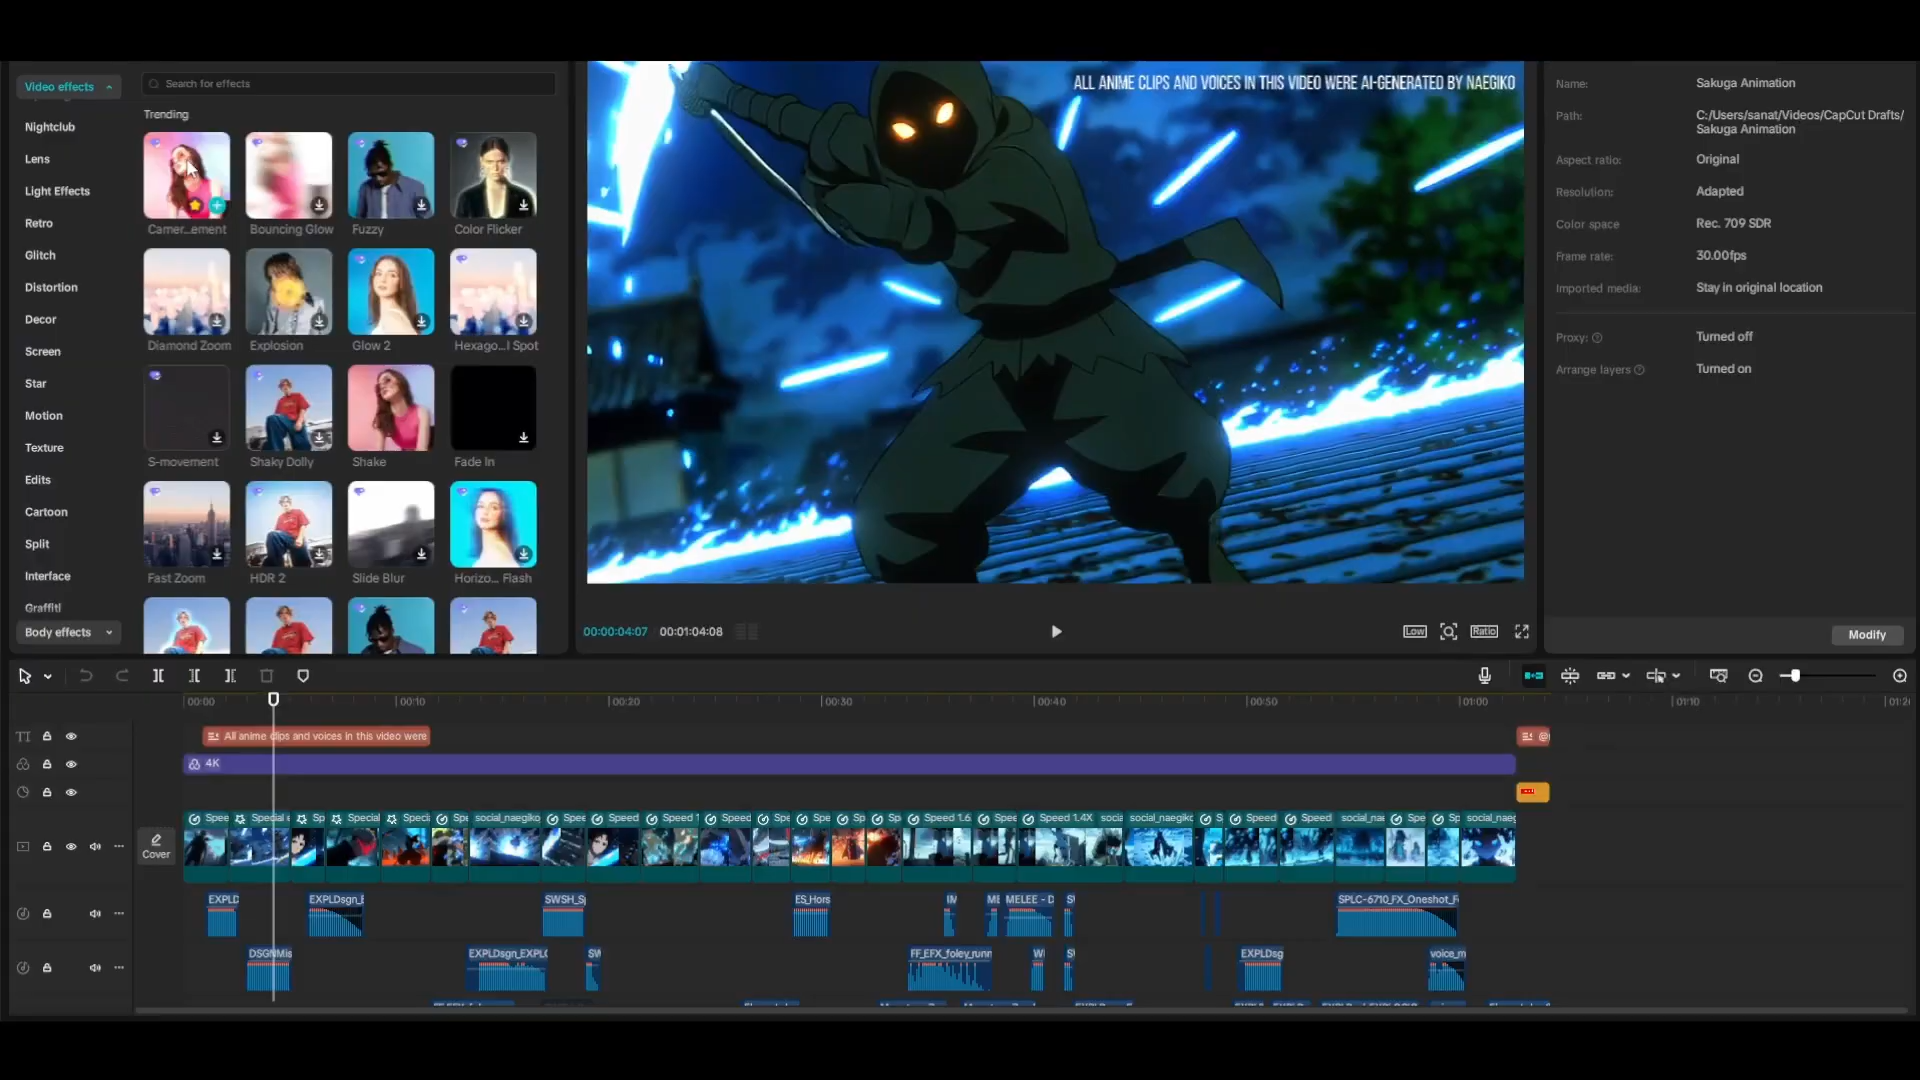 Video effects
Search for effects
Nightclub
Lens
Light Effects
Retro
Glitch
Distortion
Decor
Screen
Star
Motion
Texture
Edits
Cartoon
Split
Interface
Graffiti
Body effects
Trending
Camer...ement
Bouncing Glow
Fuzzy
Color Flicker
Diamond Zoom
Explosion
Glow 2
Hexago...l Spot
S-movement
Shaky Dolly
Shake
Fade In
Fast Zoom
HDR 2
Slide Blur
Horizo... Flash
ALL ANIME CLIPS AND VOICES IN THIS VIDEO WERE AI-GENERATED BY NAEGIKO
00:00:04:07 00:01:04:08
Low
Ratio
Name: Sakuga Animation
Path: C:/Users/sanat/Videos/CapCut Drafts/
Sakuga Animation
Aspect ratio: Original
Resolution: Adapted
Color space Rec. 709 SDR
Frame rate: 30.00fps
Imported media: Stay in original location
Proxy: Turned off
Arrange layers Turned on
Modify
00:00 00:10 00:20 00:30 00:40 00:50 01:00 01:10 01:2
All anime clips and voices in this video were
4K
Cover
Spee Special e Sp Special Speci Spe social_naegiko Spee Speed Speed 1 Speed Spe Spe Sp Sp Speed 1.6 Spee Speed 1.4X socia social_naegiko S Speed Speed social_nae Spe Sp social_naeg
EXPLD EXPLDsgn_E SWSH_Sp ES_Hors ME MELEE - D SPLC-6710_FX_Oneshot_F
DSGNMis EXPLDsgn_EXPLO SW FF_EFX_foley_runn EXPLDsg voice_m